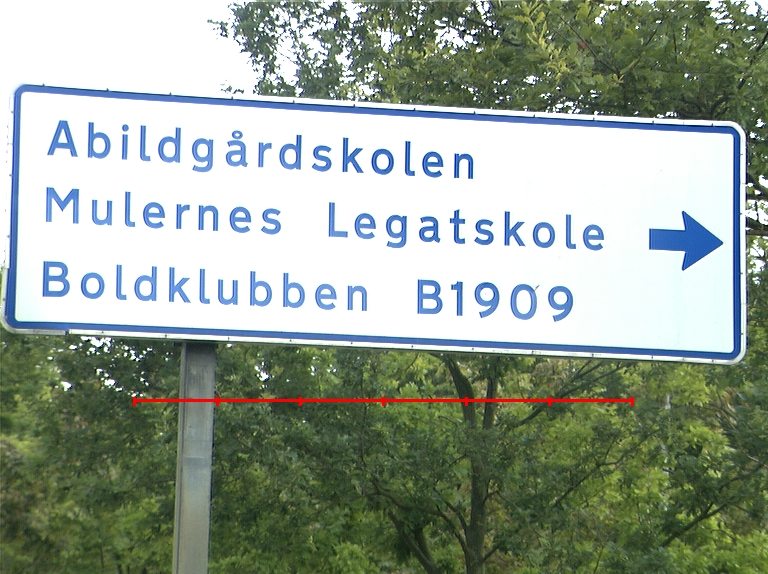 Abildgårdskolen
Mulernes Legatskole
Boldklubben B1909